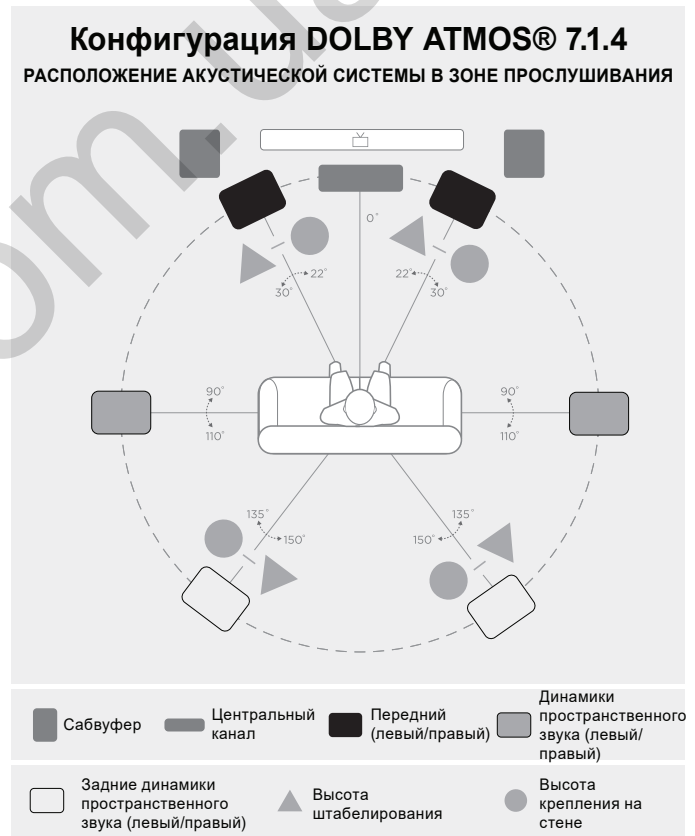 Конфигурация DOLBY ATMOS® 7.1.4
РАСПОЛОЖЕНИЕ АКУСТИЧЕСКОЙ СИСТЕМЫ В ЗОНЕ ПРОСЛУШИВАНИЯ
0°
22° 22°
30° 30°
90° 90°
110° 110°
135° 135°
150° 150°
Сабвуфер
Центральный
канал
Передний
(левый/правый)
Динамики
пространственного
звука (левый/
правый)
Задние динамики
пространственного
звука (левый/правый)
Высота
штабелирования
Высота
крепления на
стене
om.ua